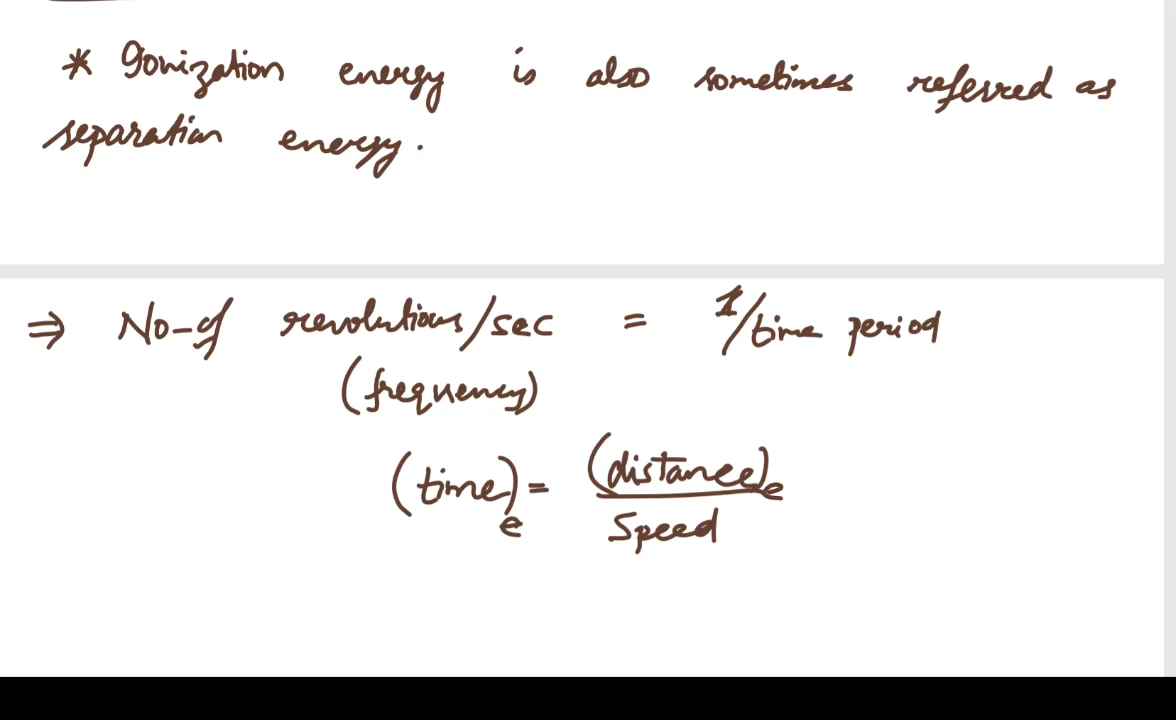 * Ionization energy is also sometimes referred as
separation energy.
⇒ No-of revolutions/sec = 1/time period
(frequency)
(time)e = (distance)e
Speed